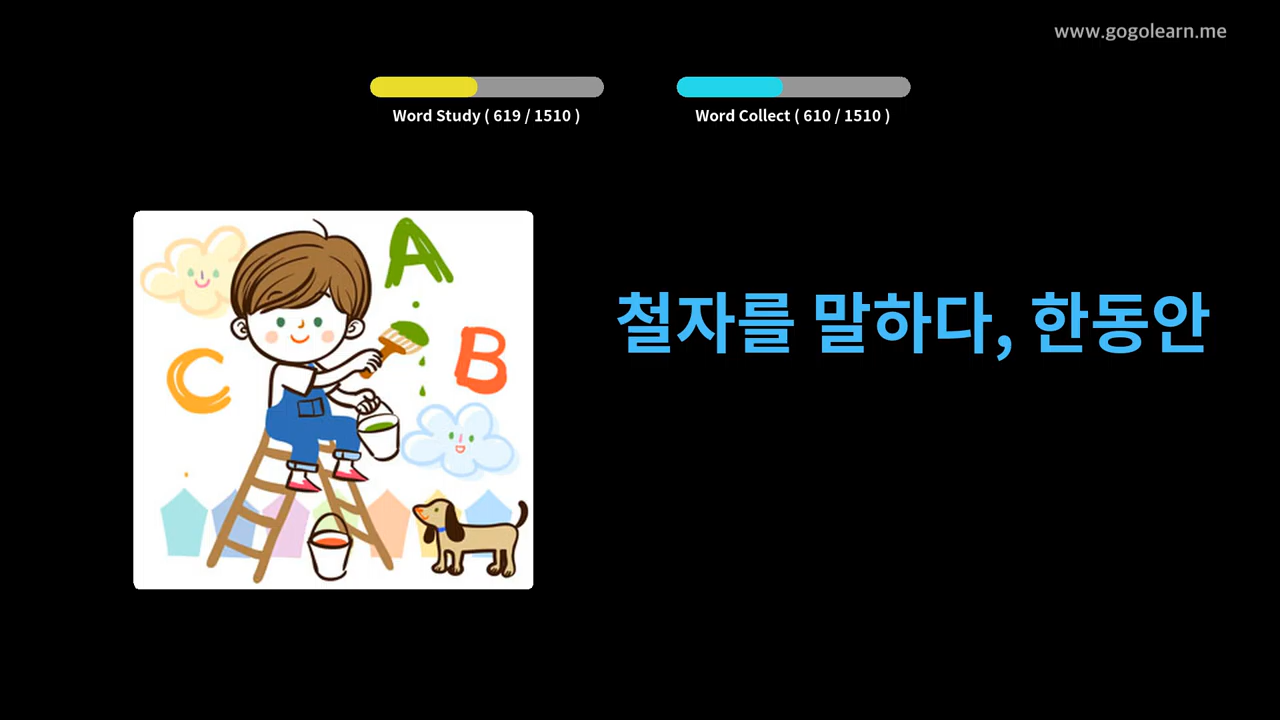 www.gogolearn.me
Word Study ( 619 / 1510 )
Word Collect ( 610 / 1510 )
A
B
C
철자를 말하다, 한동안